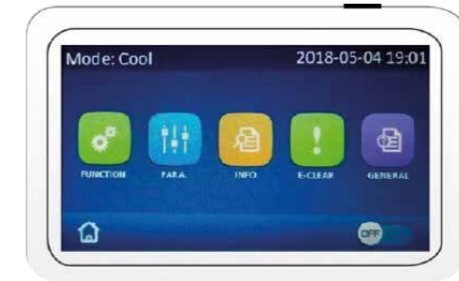 Mode: Cool 2018-05-04 19:01
FUNCTION PARA. INFO E-CLEAR GENERAL
OFF